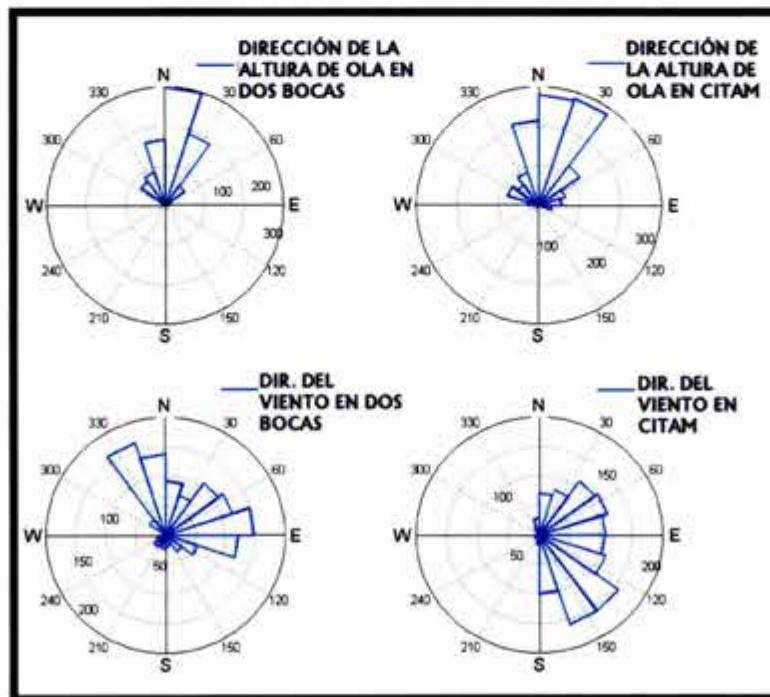 DIRECCIÓN DE LA
ALTURA DE OLA EN
DOS BOCAS
N
30
60
E
120
150
S
210
240
W
300
330
100
200
300
DIRECCIÓN DE
LA ALTURA DE
OLA EN CITAM
N
30
60
E
120
150
S
210
240
W
300
330
100
200
300
DIR. DEL
VIENTO EN DOS
BOCAS
N
30
60
E
120
150
S
210
240
W
300
330
50
100
150
200
DIR. DEL
VIENTO EN
CITAM
N
30
60
E
120
150
S
210
240
W
300
330
50
100
150
200